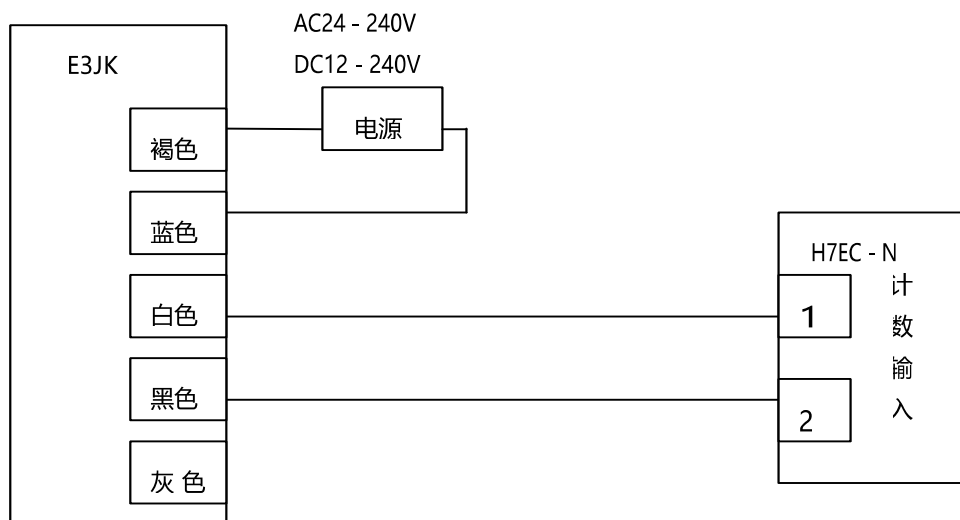 AC24 - 240V
DC12 - 240V
E3JK
电源
褐色
蓝色
白色
黑色
灰 色
H7EC - N
1
2
计
数
输
入